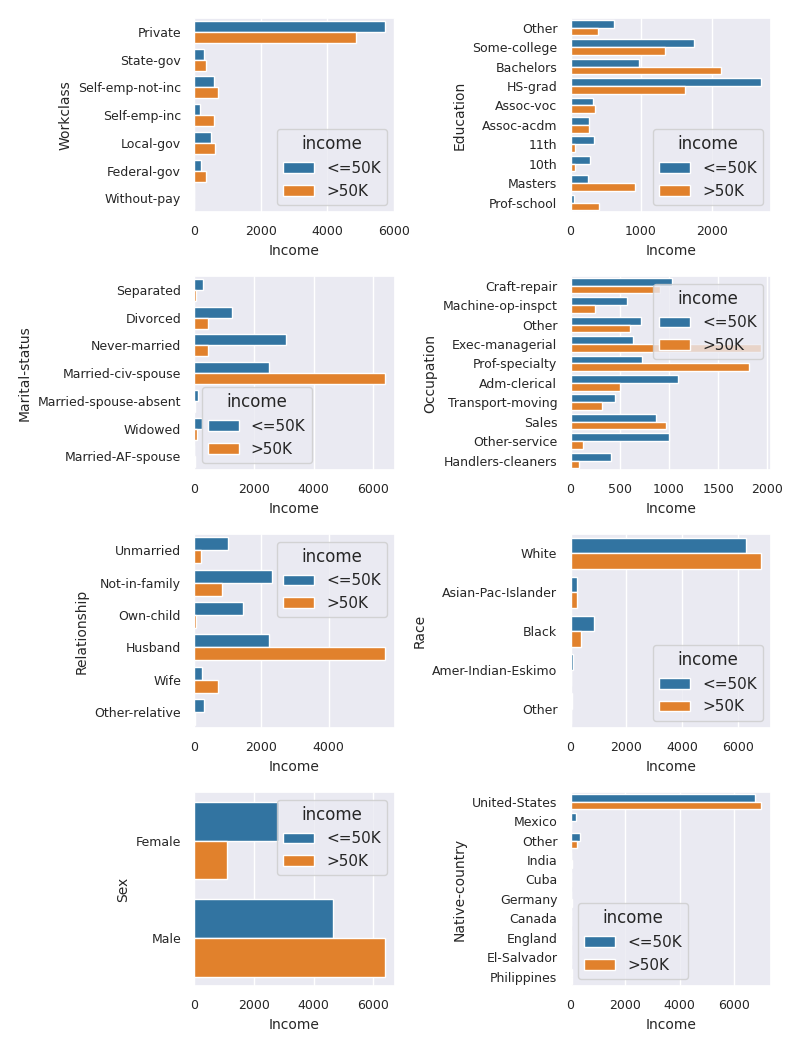 Workclass
Private
State-gov
Self-emp-not-inc
Self-emp-inc
Local-gov
Federal-gov
Without-pay
income
<=50K
>50K
0 2000 4000 6000
Income
Education
Other
Some-college
Bachelors
HS-grad
Assoc-voc
Assoc-acdm
11th
10th
Masters
Prof-school
income
<=50K
>50K
0 1000 2000
Income
Marital-status
Separated
Divorced
Never-married
Married-civ-spouse
Married-spouse-absent
Widowed
Married-AF-spouse
income
<=50K
>50K
0 2000 4000 6000
Income
Occupation
Craft-repair
Machine-op-inspct
Other
Exec-managerial
Prof-specialty
Adm-clerical
Transport-moving
Sales
Other-service
Handlers-cleaners
income
<=50K
>50K
0 500 1000 1500 2000
Income
Relationship
Unmarried
Not-in-family
Own-child
Husband
Wife
Other-relative
income
<=50K
>50K
0 2000 4000
Income
Race
White
Asian-Pac-Islander
Black
Amer-Indian-Eskimo
Other
income
<=50K
>50K
0 2000 4000 6000
Income
Sex
Female
Male
income
<=50K
>50K
0 2000 4000 6000
Income
Native-country
United-States
Mexico
Other
India
Cuba
Germany
Canada
England
El-Salvador
Philippines
income
<=50K
>50K
0 2000 4000 6000
Income